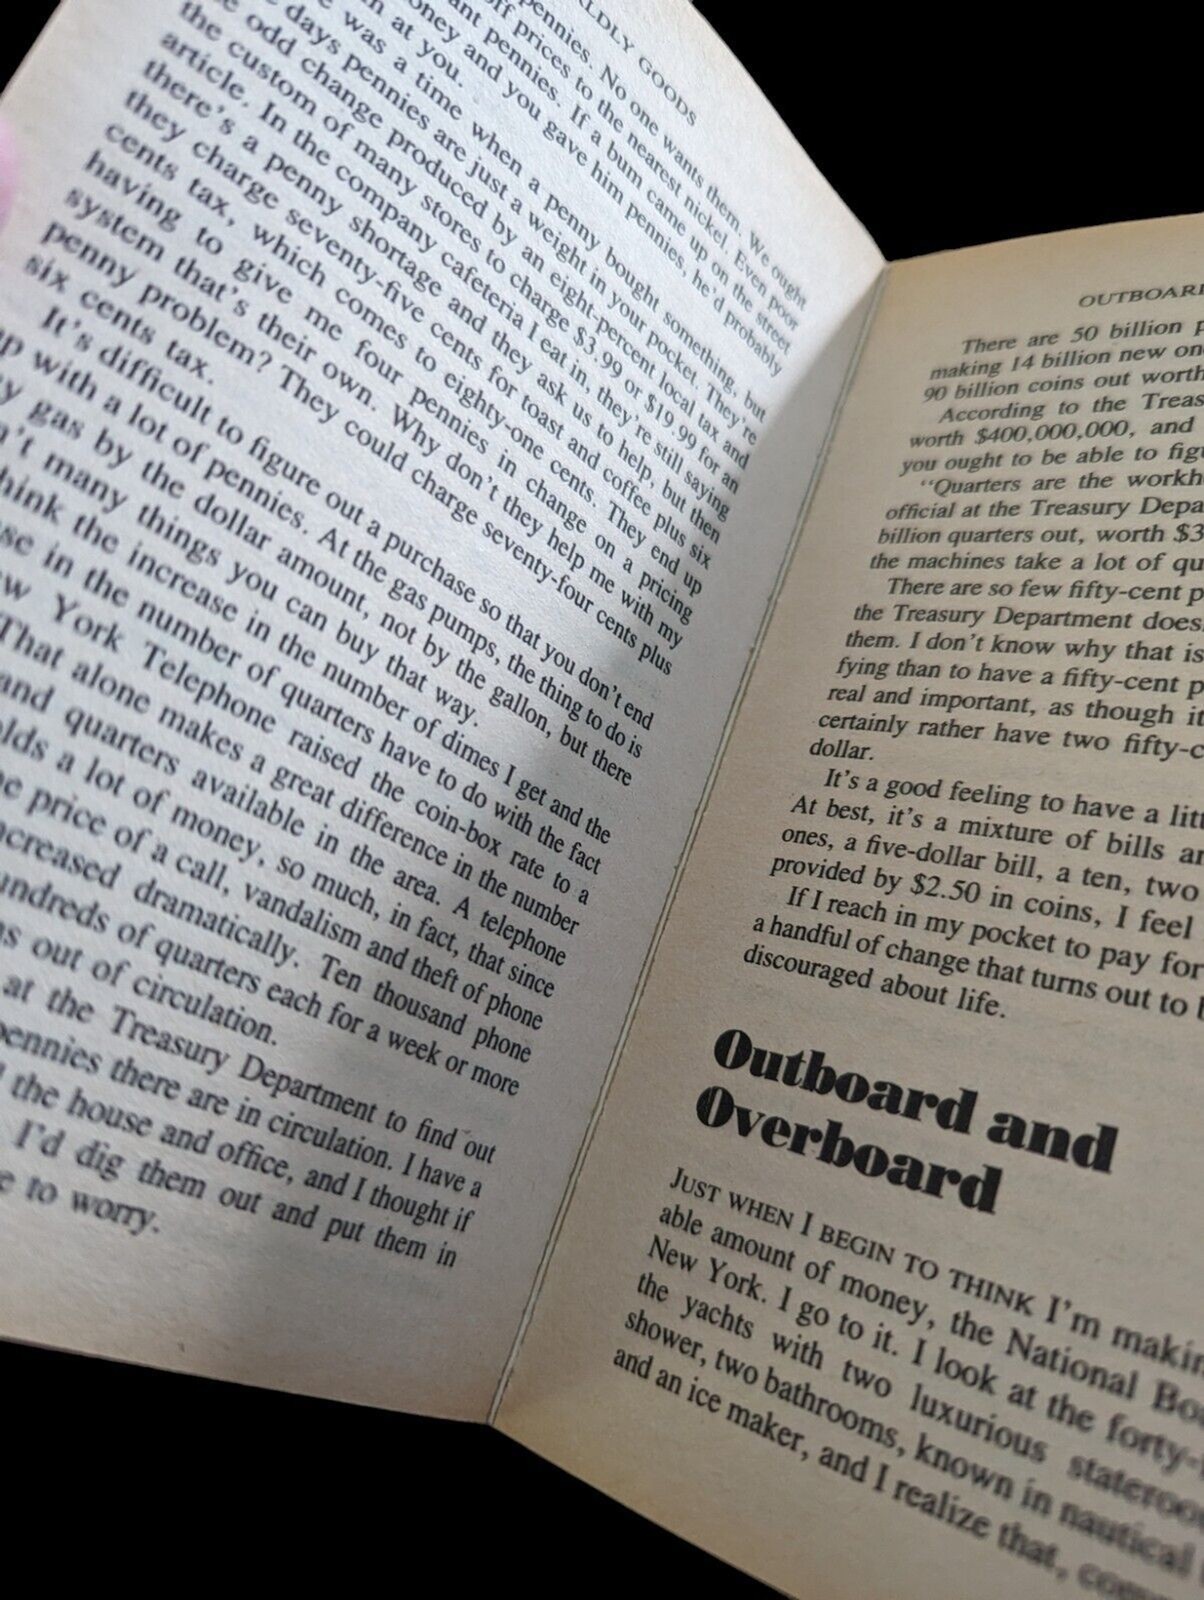 LDLY GOODS
pennies. No one wants them. We ought
off prices to the nearest nickel. Even poor
ant pennies. If a bum came up on the street
oney and you gave him pennies, he'd probably
at you.
was a time when a penny bought something, but
days pennies are just a weight in your pocket. They're
the custom of many stores to charge $3.99 or $19.99 for an
odd change produced by an eight-percent local tax and
article. In the company cafeteria I eat in, they're still saying
there's a penny shortage and they ask us to help, but then
they charge seventy-five cents for toast and coffee plus six
cents tax, which comes to eighty-one cents. They end up
having to give me four pennies in change on a pricing
system that's their own. Why don't they help me with my
penny problem? They could charge seventy-four cents plus
six cents tax.
It's difficult to figure out a purchase so that you don't end
up with a lot of pennies. At the gas pumps, the thing to do is
gas by the dollar amount, not by the gallon, but there
many things you can buy that way.
think the increase in the number of dimes I get and the
in the number of quarters have to do with the fact
York Telephone raised the coin-box rate to a
That alone makes a great difference in the number
and quarters available in the area. A telephone
a lot of money, so much, in fact, that since
price of a call, vandalism and theft of phone
increased dramatically. Ten thousand phone
hundreds of quarters each for a week or more
out of circulation.
at the Treasury Department to find out
pennies there are in circulation. I have a
the house and office, and I thought if
I'd dig them out and put them in
to worry.
OUTBOARD
There are 50 billion p
making 14 billion new on
90 billion coins out worth
According to the Treas
worth $400,000,000, and
you ought to be able to figu
"Quarters are the workh
official at the Treasury Depa
billion quarters out, worth $3
the machines take a lot of qu
There are so few fifty-cent p
the Treasury Department does
them. I don't know why that is
fying than to have a fifty-cent p
real and important, as though it
certainly rather have two fifty-c
dollar.
It's a good feeling to have a litt
At best, it's a mixture of bills an
ones, a five-dollar bill, a ten, two
provided by $2.50 in coins, I feel
If I reach in my pocket to pay for
a handful of change that turns out to b
discouraged about life.
Outboard and
Overboard
JUST WHEN I BEGIN TO THINK I'm makin
able amount of money, the National Bo
New York. I go to it. I look at the forty-
the yachts with two luxurious stateroo
shower, two bathrooms, known in nautical
and an ice maker, and I realize that, com